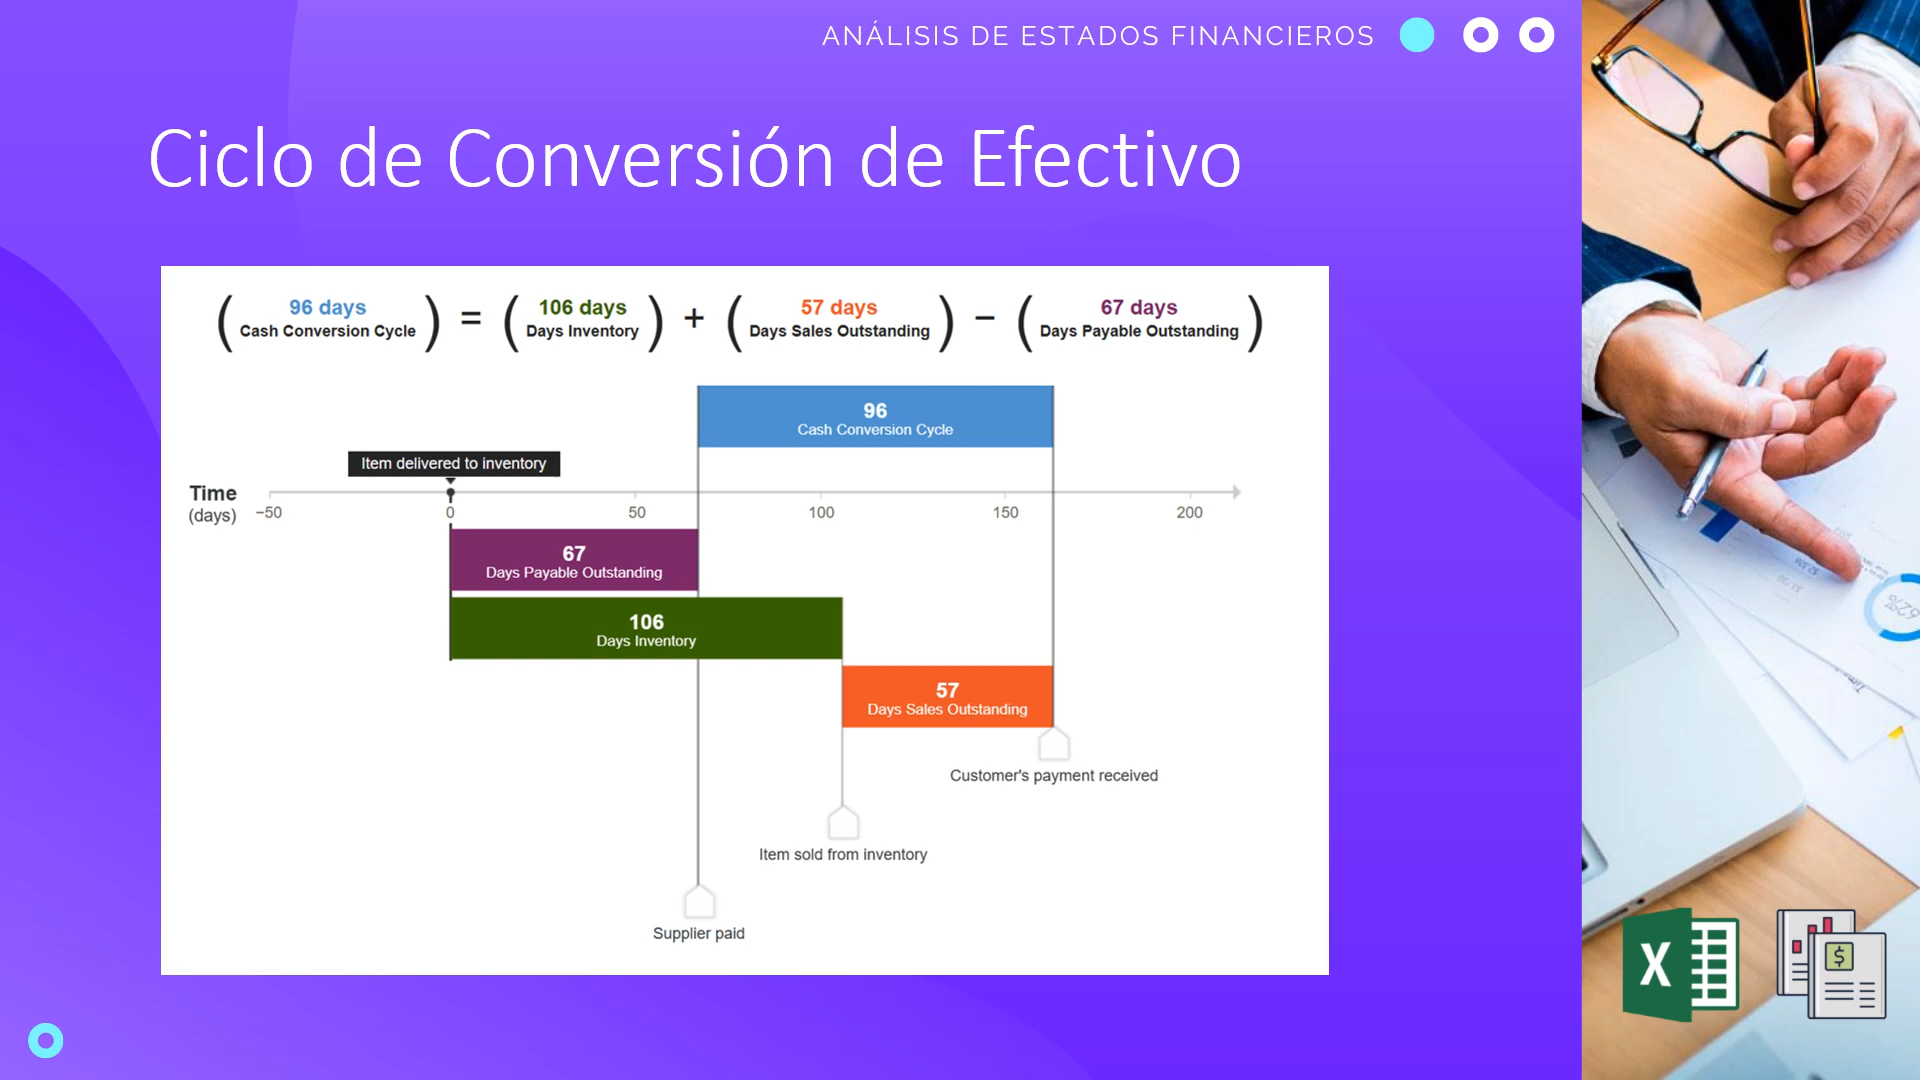 ANÁLISIS DE ESTADOS FINANCIEROS
Ciclo de Conversión de Efectivo
( 96 days ) = ( 106 days ) + ( 57 days ) − ( 67 days )
Cash Conversion Cycle Days Inventory Days Sales Outstanding Days Payable Outstanding
96
Cash Conversion Cycle
Item delivered to inventory
Time
(days)
−50 0 50 100 150 200
67
Days Payable Outstanding
106
Days Inventory
57
Days Sales Outstanding
Customer's payment received
Item sold from inventory
Supplier paid
X
$
62%